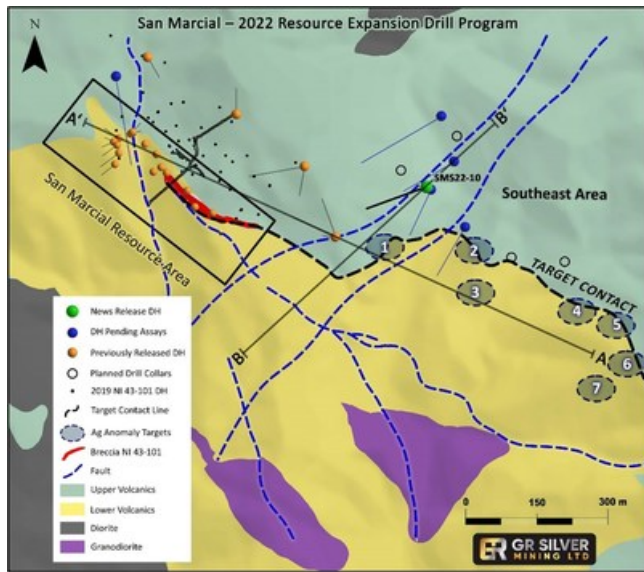 San Marcial – 2022 Resource Expansion Drill Program
N
A'
B'
SMS22-10
Southeast Area
San Marcial Resource Area
1
2
TARGET CONTACT
3
4
5
6
7
B
A
News Release DH
DH Pending Assays
Previously Released DH
Planned Drill Collars
2019 NI 43-101 DH
Target Contact Line
Ag Anomaly Targets
Breccia NI 43-101
Fault
Upper Volcanics
Lower Volcanics
Diorite
Granodiorite
0 150 300 m
GR SILVER
MINING LTD